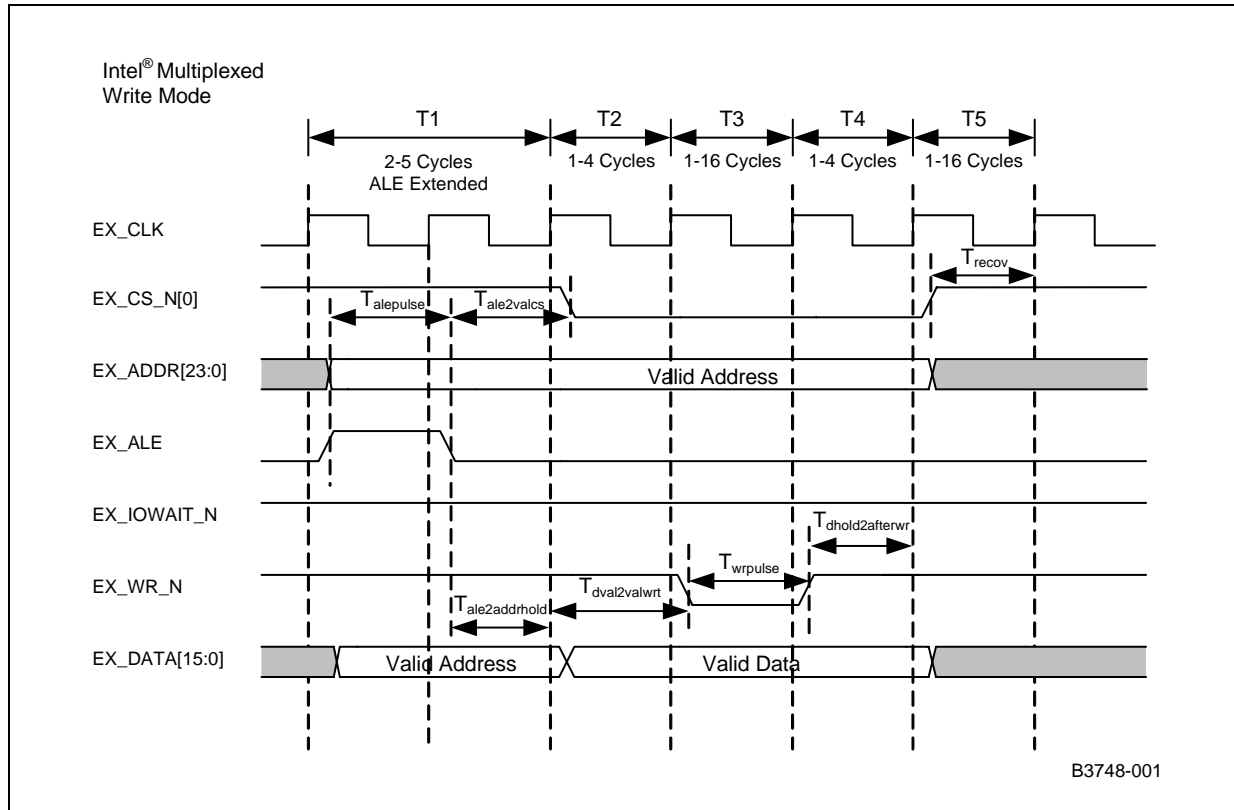 Intel® Multiplexed
Write Mode
T1 T2 T3 T4 T5
2-5 Cycles 1-4 Cycles 1-16 Cycles 1-4 Cycles 1-16 Cycles
ALE Extended
EX_CLK
Trecov
EX_CS_N[0]
Talepulse Tale2valcs
EX_ADDR[23:0]
Valid Address
EX_ALE
EX_IOWAIT_N
Tdhold2afterwr
Twrpulse
EX_WR_N
Tdval2valwrt
Tale2addrhold
EX_DATA[15:0]
Valid Address Valid Data
B3748-001